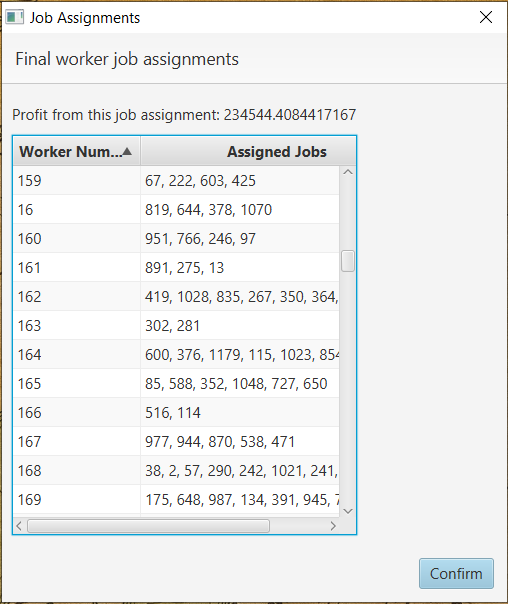 Job Assignments
Final worker job assignments
Profit from this job assignment: 234544.4084417167
Worker Num... Assigned Jobs
159 67, 222, 603, 425
16 819, 644, 378, 1070
160 951, 766, 246, 97
161 891, 275, 13
162 419, 1028, 835, 267, 350, 364,
163 302, 281
164 600, 376, 1179, 115, 1023, 854
165 85, 588, 352, 1048, 727, 650
166 516, 114
167 977, 944, 870, 538, 471
168 38, 2, 57, 290, 242, 1021, 241,
169 175, 648, 987, 134, 391, 945, 7
Confirm